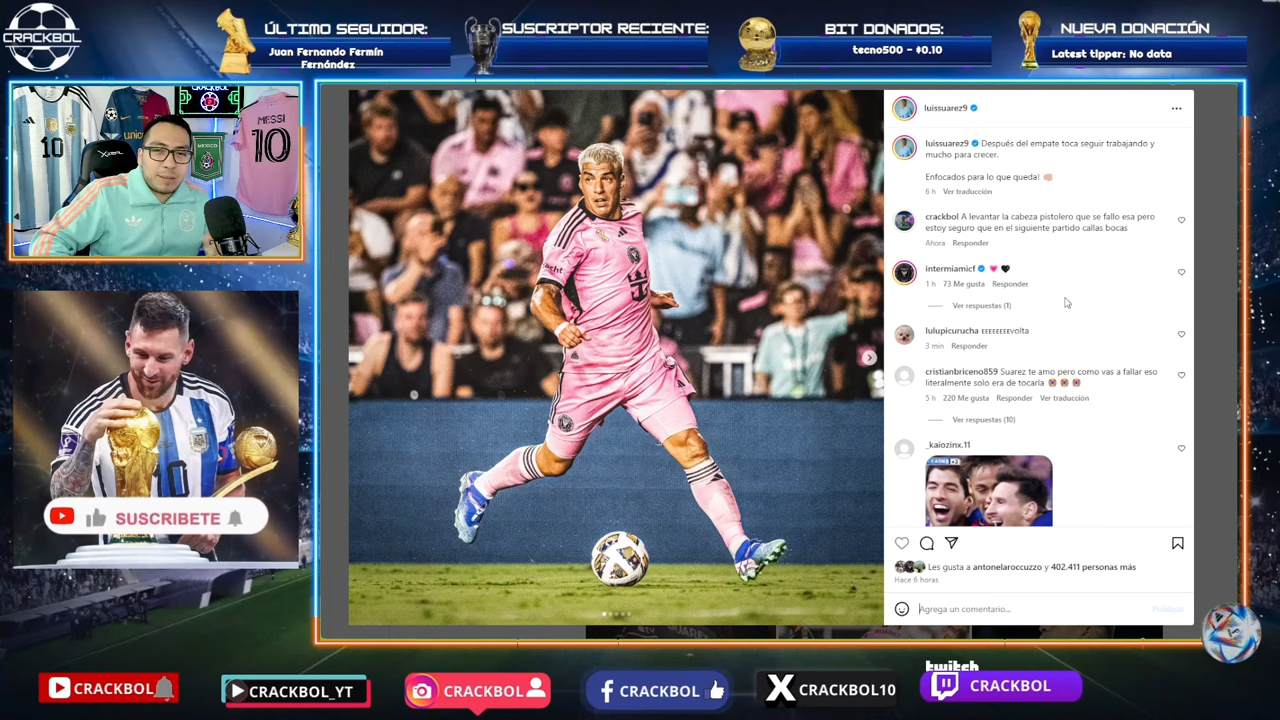 CRACKBOL
ÚLTIMO SEGUIDOR:
Juan Fernando Fermín
Fernández
SUSCRIPTOR RECIENTE:
BIT DONADOS:
tecno500 - $0.10
NUEVA DONACIÓN
Latest tipper: No data
CRACKBOL
10
MEXICO
MESSI
10
10
SUSCRIBETE
luissuarez9
luissuarez9 Después del empate toca seguir trabajando y
mucho para crecer.
Enfocados para lo que queda! 👊🏻
6 h Ver traducción
crackbol A levantar la cabeza pistolero que se fallo esa pero
estoy seguro que en el siguiente partido callas bocas
Ahora Responder
intermiamicf 💗 🖤
1 h 73 Me gusta Responder
Ver respuestas (1)
lulupicurucha ᴇᴇᴇᴇᴇᴇᴇvolta
3 min Responder
cristianbriceno859 Suarez te amo pero como vas a fallar eso
literalmente solo era de tocarla
5 h 220 Me gusta Responder Ver traducción
Ver respuestas (10)
_kaiozinx.11
Les gusta a antonelaroccuzzo y 402.411 personas más
Hace 6 horas
Agrega un comentario...
Publicar
CRACKBOL
CRACKBOL_YT
CRACKBOL
CRACKBOL
CRACKBOL10
twitch
CRACKBOL